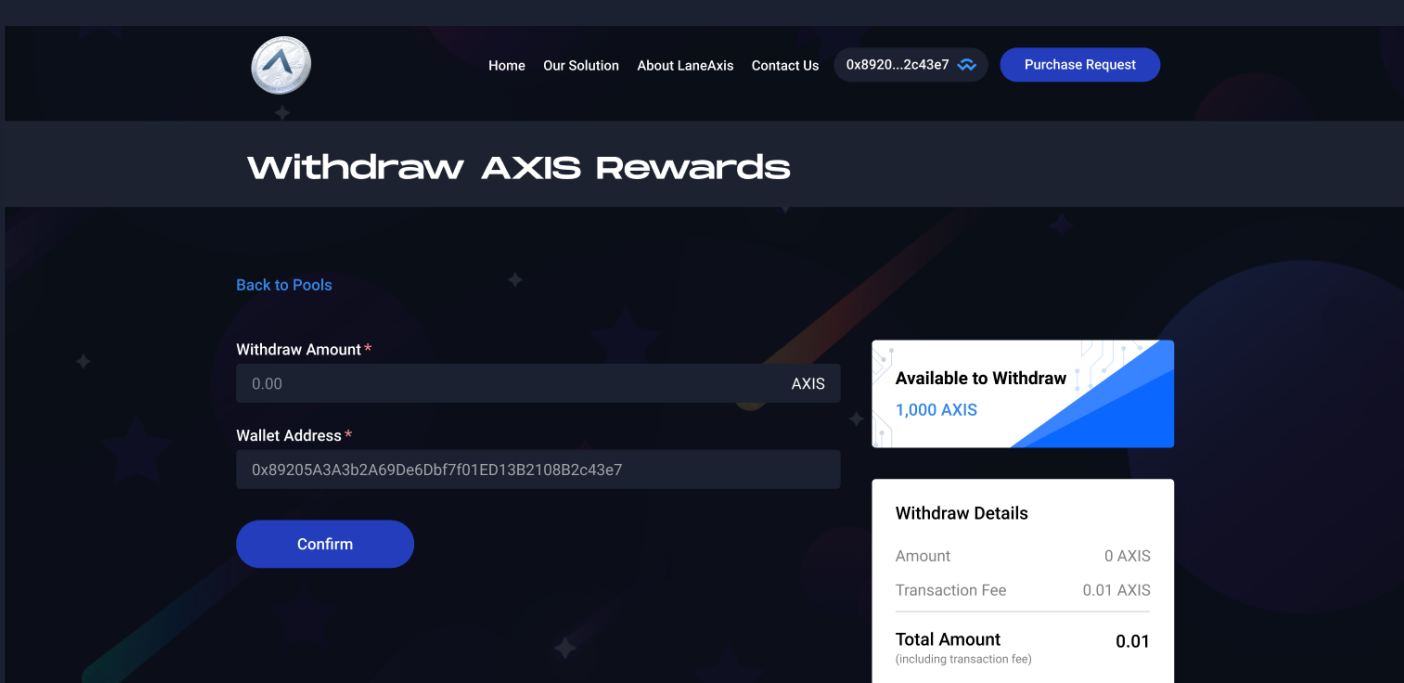 Home Our Solution About LaneAxis Contact Us 0x8920...2c43e7 Purchase Request
Withdraw AXIS Rewards
Back to Pools
Withdraw Amount *
0.00 AXIS
Wallet Address *
0x89205A3A3b2A69De6Dbf7f01ED13B2108B2c43e7
Confirm
Available to Withdraw
1,000 AXIS
Withdraw Details
Amount 0 AXIS
Transaction Fee 0.01 AXIS
Total Amount 0.01
(including transaction fee)